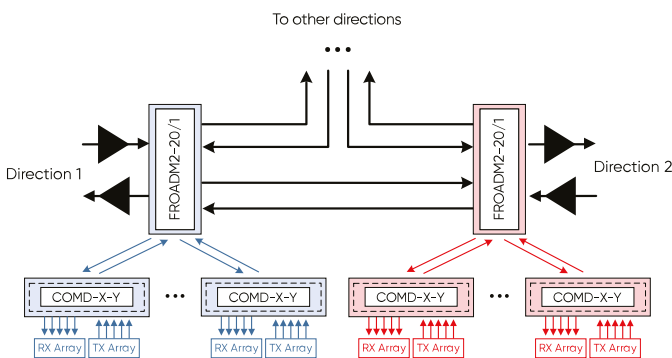 To other directions
...
FROADM2-20/1
FROADM2-20/1
Direction 1
Direction 2
COMD-X-Y
...
COMD-X-Y
COMD-X-Y
...
COMD-X-Y
RX Array
TX Array
RX Array
TX Array
RX Array
TX Array
RX Array
TX Array